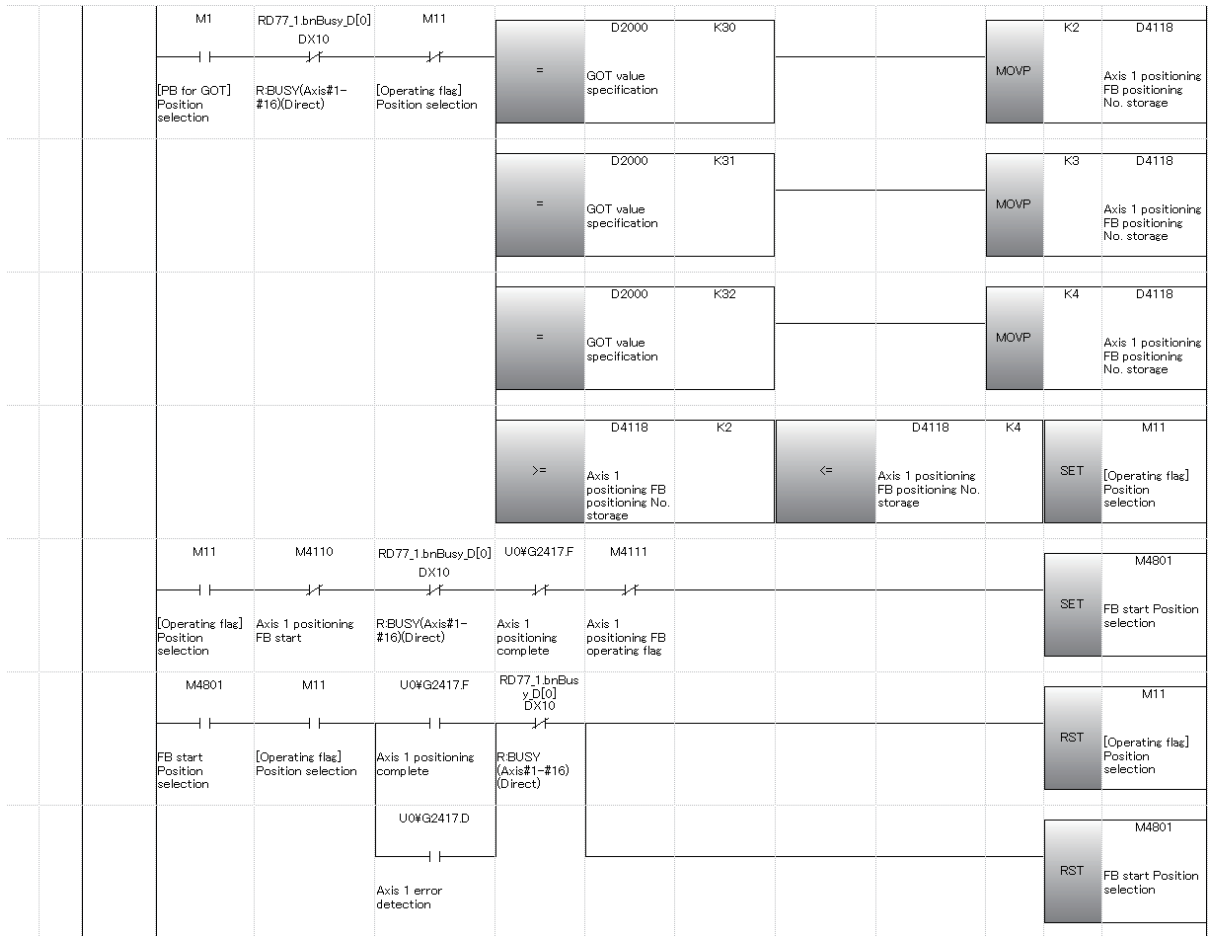 M1
RD77_1.bnBusy_D[0]
DX10
M11
[PB for GOT]
Position
selection
R:BUSY(Axis#1-
#16)(Direct)
[Operating flag]
Position selection
=
D2000
K30
GOT value
specification
MOVP
K2
D4118
Axis 1 positioning
FB positioning
No. storage
=
D2000
K31
GOT value
specification
MOVP
K3
D4118
Axis 1 positioning
FB positioning
No. storage
=
D2000
K32
GOT value
specification
MOVP
K4
D4118
Axis 1 positioning
FB positioning
No. storage
>=
D4118
K2
Axis 1
positioning FB
positioning No.
storage
<=
D4118
K4
Axis 1 positioning
FB positioning No.
storage
SET
M11
[Operating flag]
Position
selection
M11
M4110
RD77_1.bnBusy_D[0]
DX10
U0¥G2417.F
M4111
[Operating flag]
Position
selection
Axis 1 positioning
FB start
R:BUSY(Axis#1-
#16)(Direct)
Axis 1
positioning
complete
Axis 1
positioning FB
operating flag
SET
M4801
FB start Position
selection
M4801
M11
U0¥G2417.F
RD77_1.bnBus
y_D[0]
DX10
FB start
Position
selection
[Operating flag]
Position selection
Axis 1 positioning
complete
R:BUSY
(Axis#1-#16)
(Direct)
RST
M11
[Operating flag]
Position
selection
U0¥G2417.D
Axis 1 error
detection
RST
M4801
FB start Position
selection